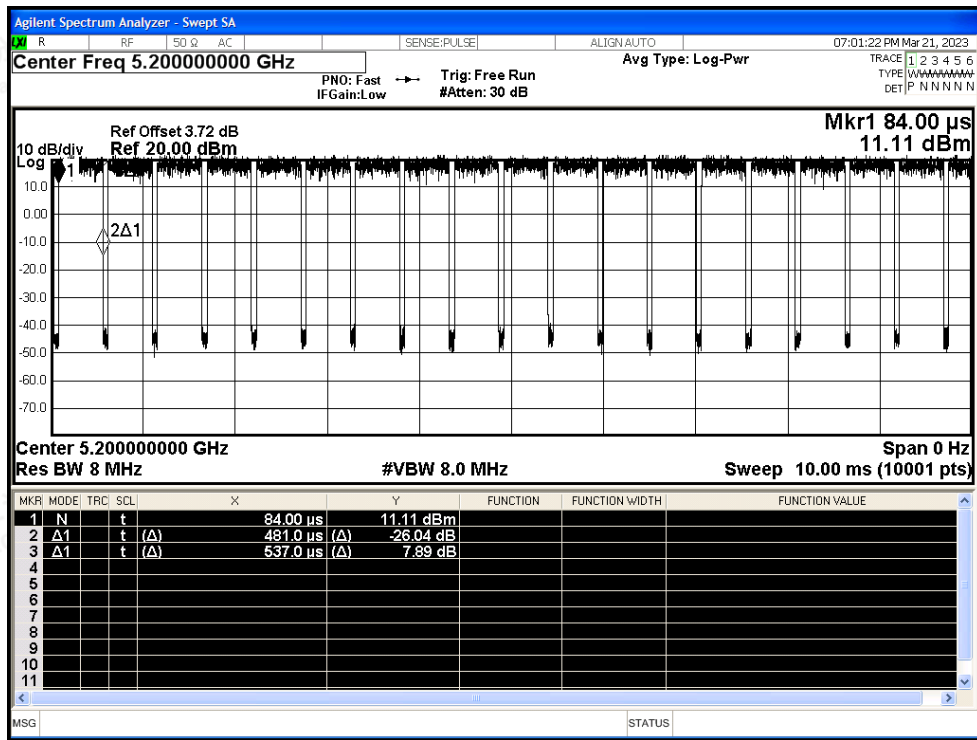 Agilent Spectrum Analyzer - Swept SA
LXI R RF 50 Ω AC SENSE:PULSE ALIGN AUTO 07:01:22 PM Mar 21, 2023
Center Freq 5.200000000 GHz Avg Type: Log-Pwr TRACE 1 2 3 4 5 6
PNO: Fast Trig: Free Run TYPE WWWWWW
IFGain:Low #Atten: 30 dB DET P N N N N N
Mkr1 84.00 µs
Ref Offset 3.72 dB
10 dB/div Ref 20.00 dBm 11.11 dBm
Log
1
10.0
0.00
2Δ1
-10.0
-20.0
-30.0
-40.0
-50.0
-60.0
-70.0
Center 5.200000000 GHz Span 0 Hz
Res BW 8 MHz #VBW 8.0 MHz Sweep 10.00 ms (10001 pts)
MKR MODE TRC SCL X Y FUNCTION FUNCTION WIDTH FUNCTION VALUE
1 N t 84.00 µs 11.11 dBm
2 Δ1 t (Δ) 481.0 µs (Δ) -26.04 dB
3 Δ1 t (Δ) 537.0 µs (Δ) 7.89 dB
4
5
6
7
8
9
10
11
MSG STATUS